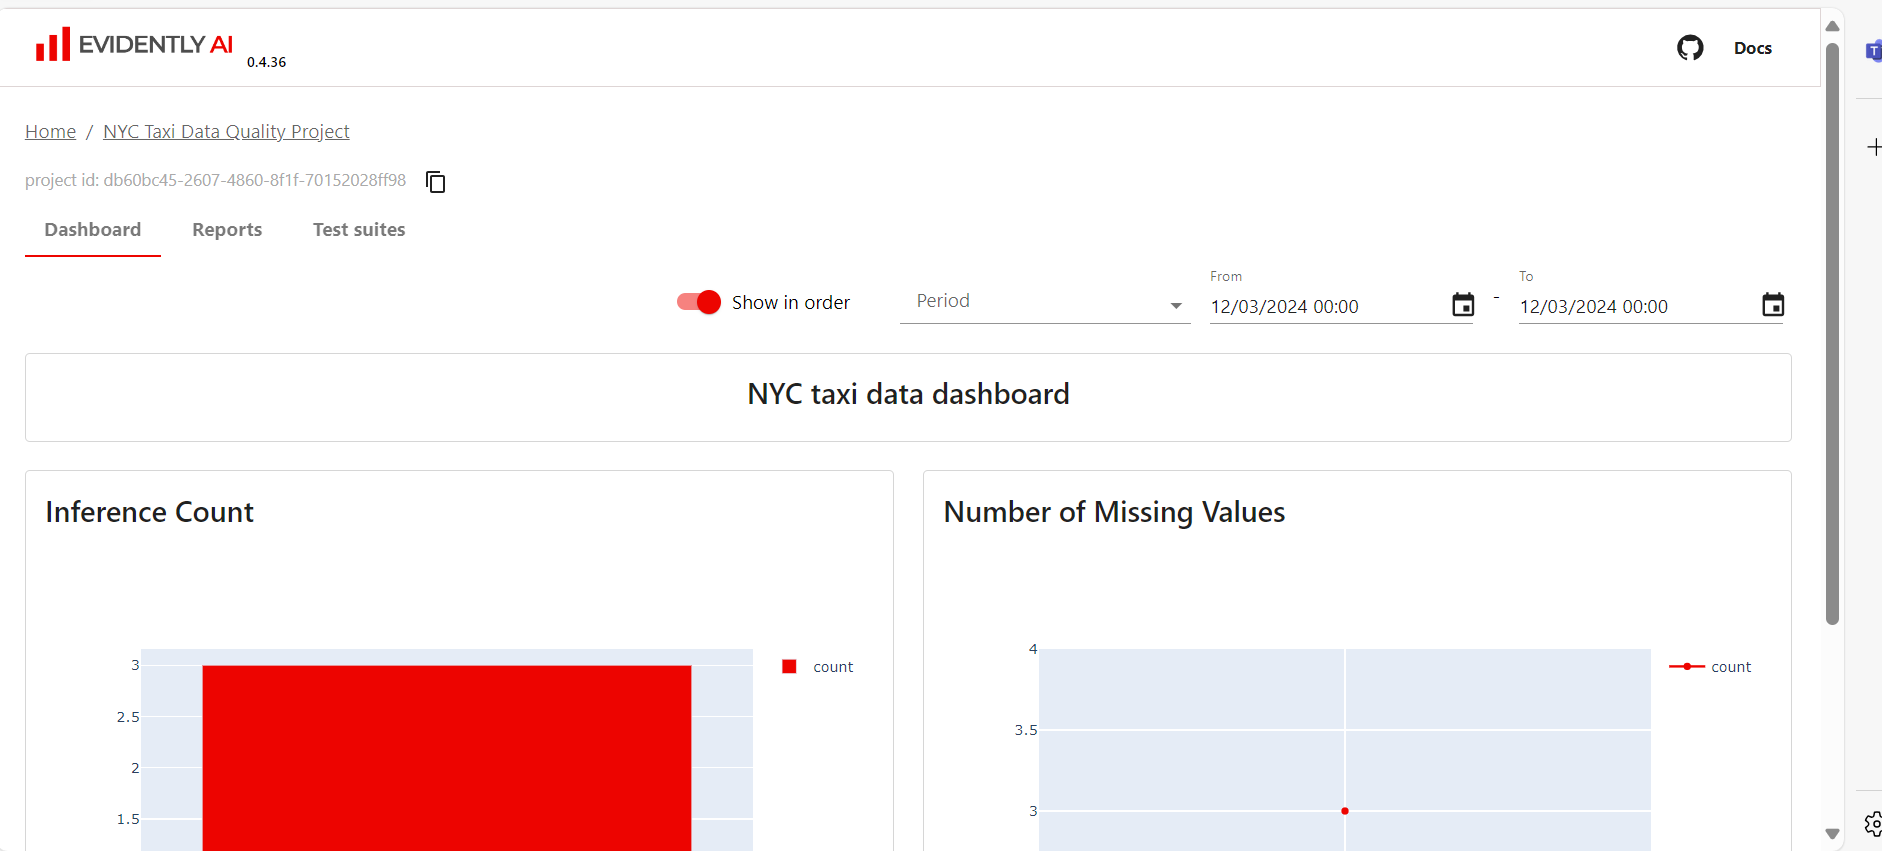 EVIDENTLY AI 0.4.36
Docs
Home / NYC Taxi Data Quality Project
project id: db60bc45-2607-4860-8f1f-70152028ff98
Dashboard Reports Test suites
Show in order
Period
From
12/03/2024 00:00
-
To
12/03/2024 00:00
NYC taxi data dashboard
Inference Count
3
2.5
2
1.5
count
Number of Missing Values
4
3.5
3
count
T